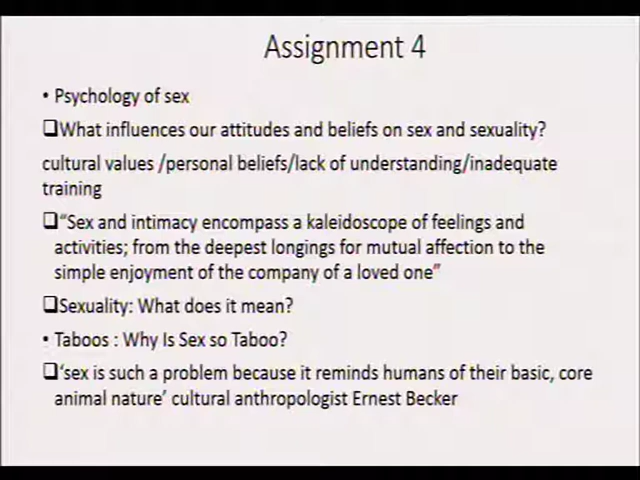 Assignment 4
• Psychology of sex
❑What influences our attitudes and beliefs on sex and sexuality?
cultural values /personal beliefs/lack of understanding/inadequate
training
❑"Sex and intimacy encompass a kaleidoscope of feelings and
activities; from the deepest longings for mutual affection to the
simple enjoyment of the company of a loved one"
❑Sexuality: What does it mean?
• Taboos : Why Is Sex so Taboo?
❑'sex is such a problem because it reminds humans of their basic, core
animal nature' cultural anthropologist Ernest Becker